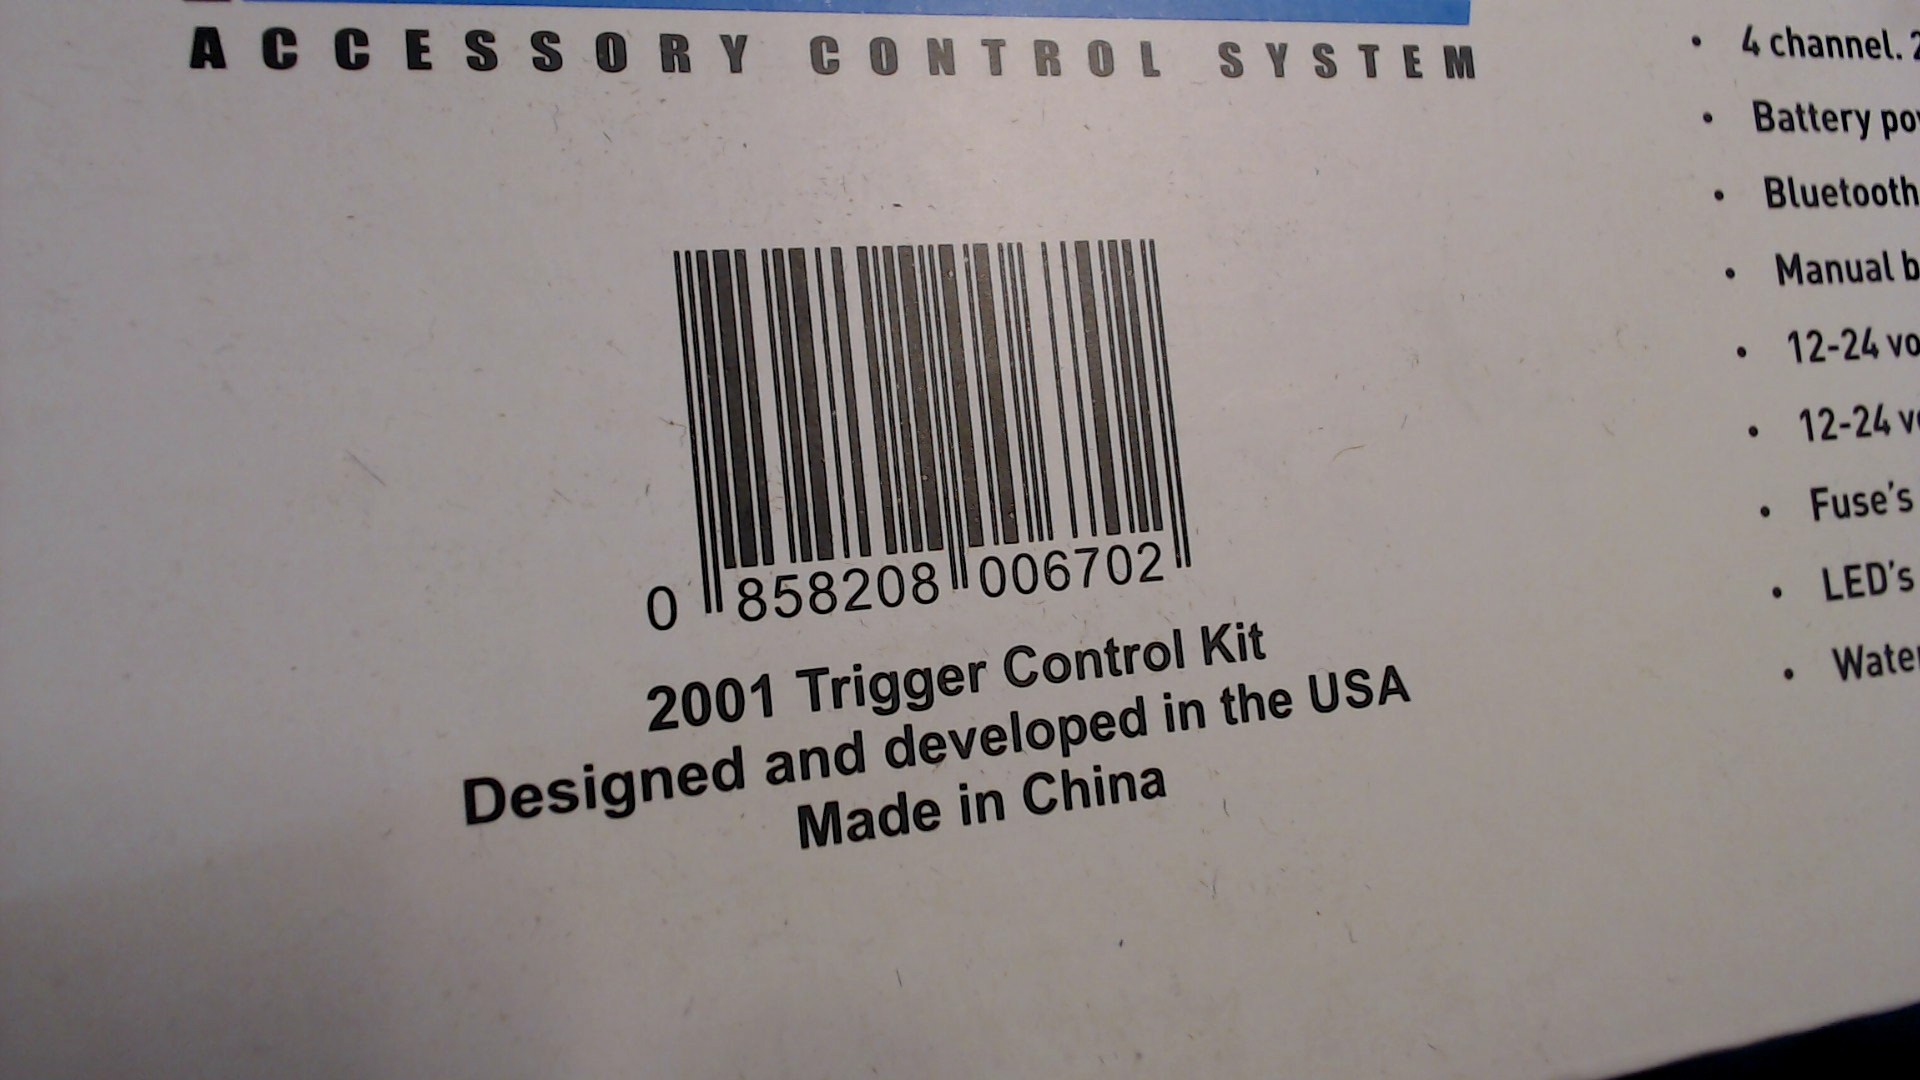 ACCESSORY CONTROL SYSTEM
0 858208 006702
2001 Trigger Control Kit
Designed and developed in the USA
Made in China
• 4 channel. 2
• Battery
• Bluetooth
• Manual
• 12-24
• 12-24
• Fuse's
• LED's